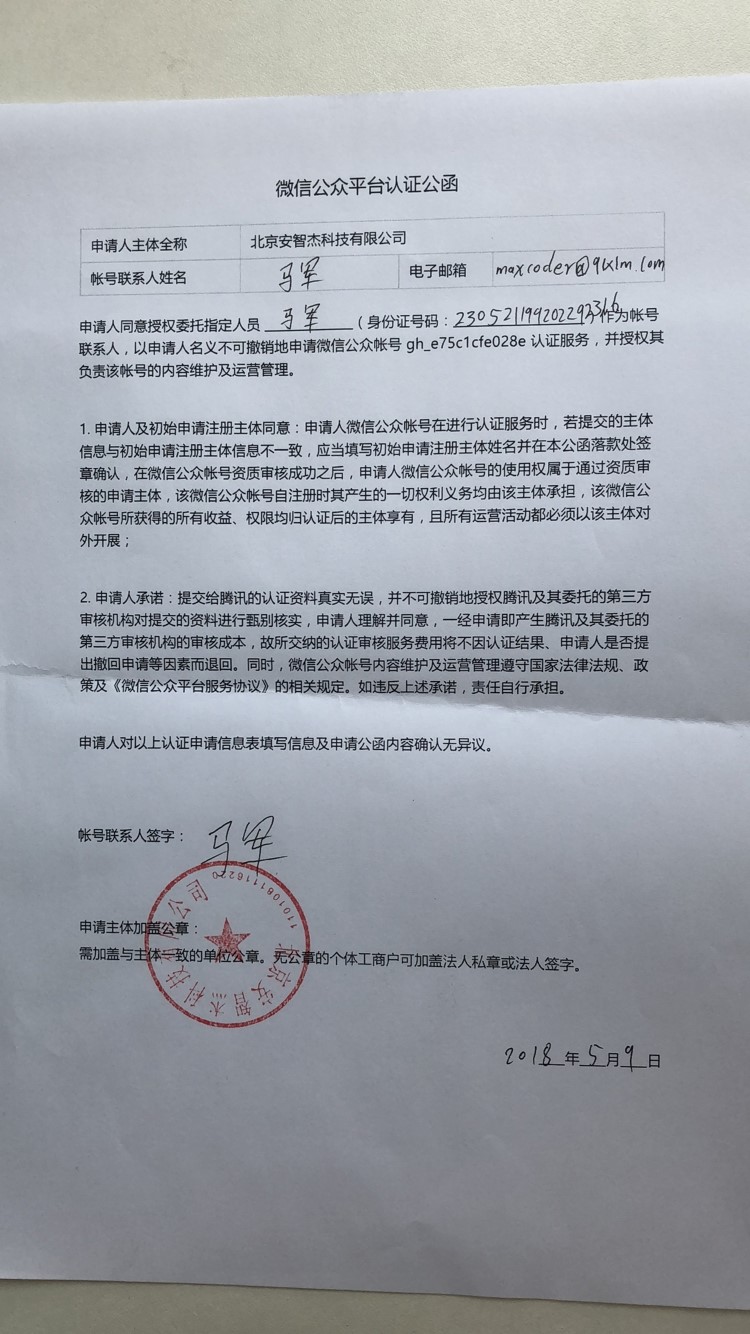 微信公众平台认证公函
申请人主体全称 北京安智杰科技有限公司
帐号联系人姓名 马军 电子邮箱 maxcoder@9klm.com
申请人同意授权委托指定人员 马军 （身份证号码：230521199202292316）作为帐号
联系人，以申请人名义不可撤销地申请微信公众帐号 gh_e75c1cfe028e 认证服务，并授权其
负责该帐号的内容维护及运营管理。
1. 申请人及初始申请注册主体同意：申请人微信公众帐号在进行认证服务时，若提交的主体
信息与初始申请注册主体信息不一致，应当填写初始申请注册主体姓名并在本公函落款处签
章确认，在微信公众帐号资质审核成功之后，申请人微信公众帐号的使用权属于通过资质审
核的申请主体，该微信公众帐号自注册时其产生的一切权利义务均由该主体承担，该微信公
众帐号所获得的所有收益、权限均归认证后的主体享有，且所有运营活动都必须以该主体对
外开展；
2. 申请人承诺：提交给腾讯的认证资料真实无误，并不可撤销地授权腾讯及其委托的第三方
审核机构对提交的资料进行甄别核实，申请人理解并同意，一经申请即产生腾讯及其委托的
第三方审核机构的审核成本，故所交纳的认证审核服务费用将不因认证结果、申请人是否提
出撤回申请等因素而退回。同时，微信公众帐号内容维护及运营管理遵守国家法律法规、政
策及《微信公众平台服务协议》的相关规定。如违反上述承诺，责任自行承担。
申请人对以上认证申请信息表填写信息及申请公函内容确认无异议。
帐号联系人签字： 马军
申请主体加盖公章：
需加盖与主体一致的单位公章。无公章的个体工商户可加盖法人私章或法人签字。
北京安智杰科技有限公司
1101081116220
2018年5月9日